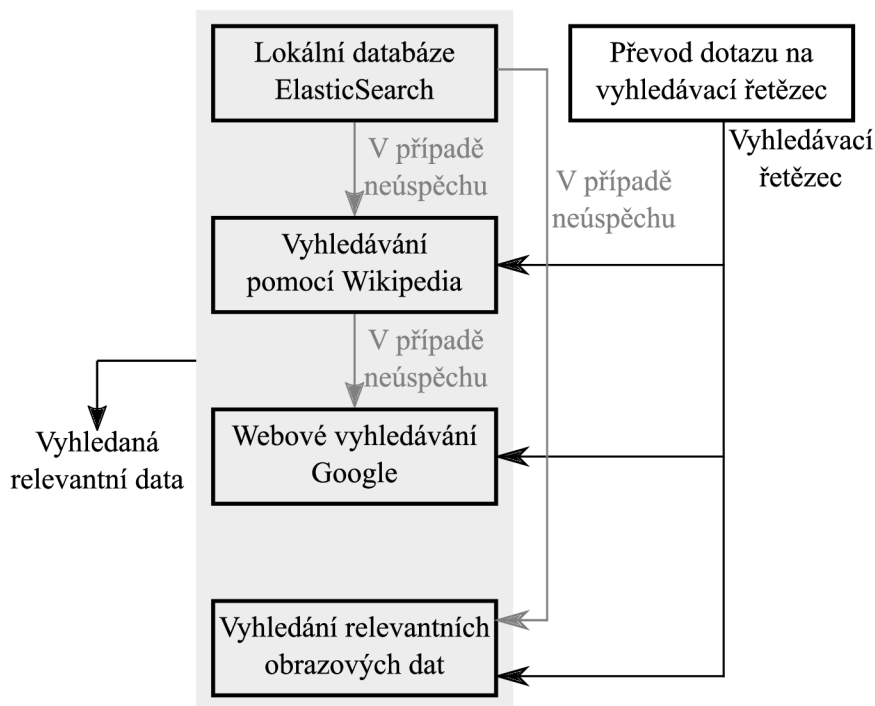 Lokální databáze
ElasticSearch
Převod dotazu na
vyhledávací řetězec
V případě
neúspěchu
Vyhledávací
řetězec
V případě
neúspěchu
Vyhledávání
pomocí Wikipedia
V případě
neúspěchu
Vyhledaná
relevantní data
Webové vyhledávání
Google
Vyhledání relevantních
obrazových dat